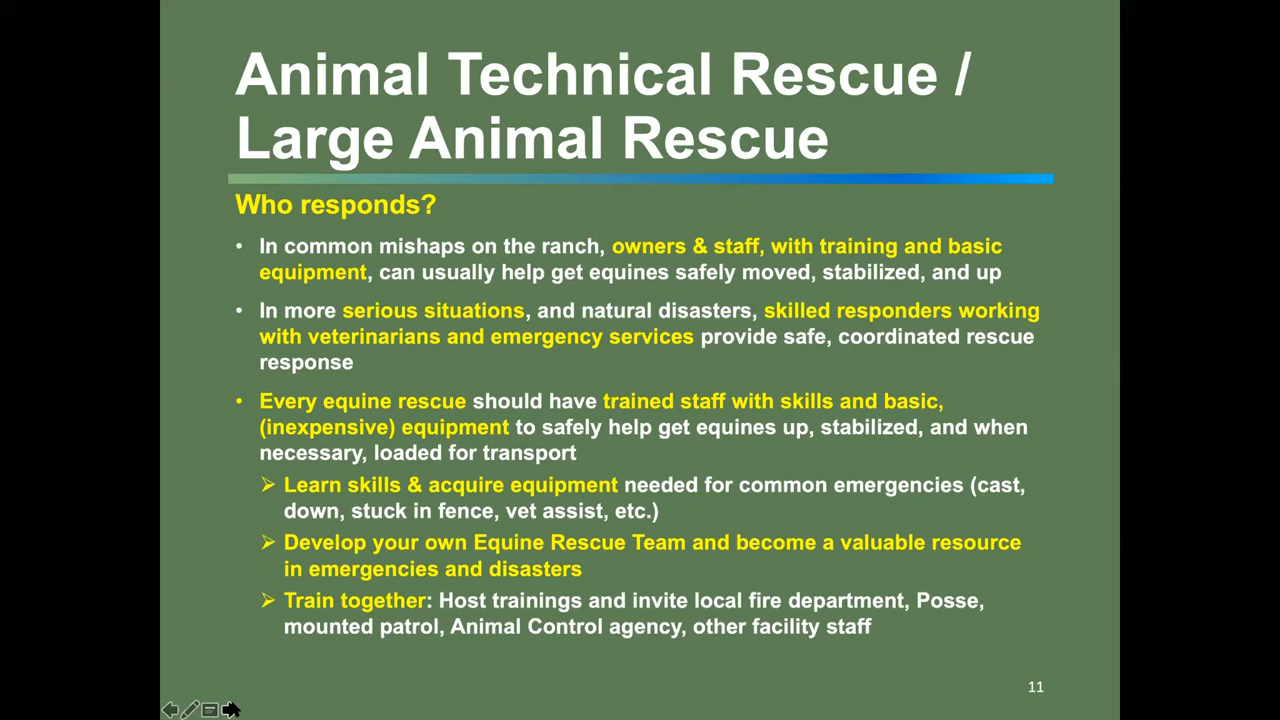 Animal Technical Rescue /
Large Animal Rescue
Who responds?
• In common mishaps on the ranch, owners & staff, with training and basic
equipment, can usually help get equines safely moved, stabilized, and up
• In more serious situations, and natural disasters, skilled responders working
with veterinarians and emergency services provide safe, coordinated rescue
response
• Every equine rescue should have trained staff with skills and basic,
(inexpensive) equipment to safely help get equines up, stabilized, and when
necessary, loaded for transport
➢ Learn skills & acquire equipment needed for common emergencies (cast,
down, stuck in fence, vet assist, etc.)
➢ Develop your own Equine Rescue Team and become a valuable resource
in emergencies and disasters
➢ Train together: Host trainings and invite local fire department, Posse,
mounted patrol, Animal Control agency, other facility staff
11